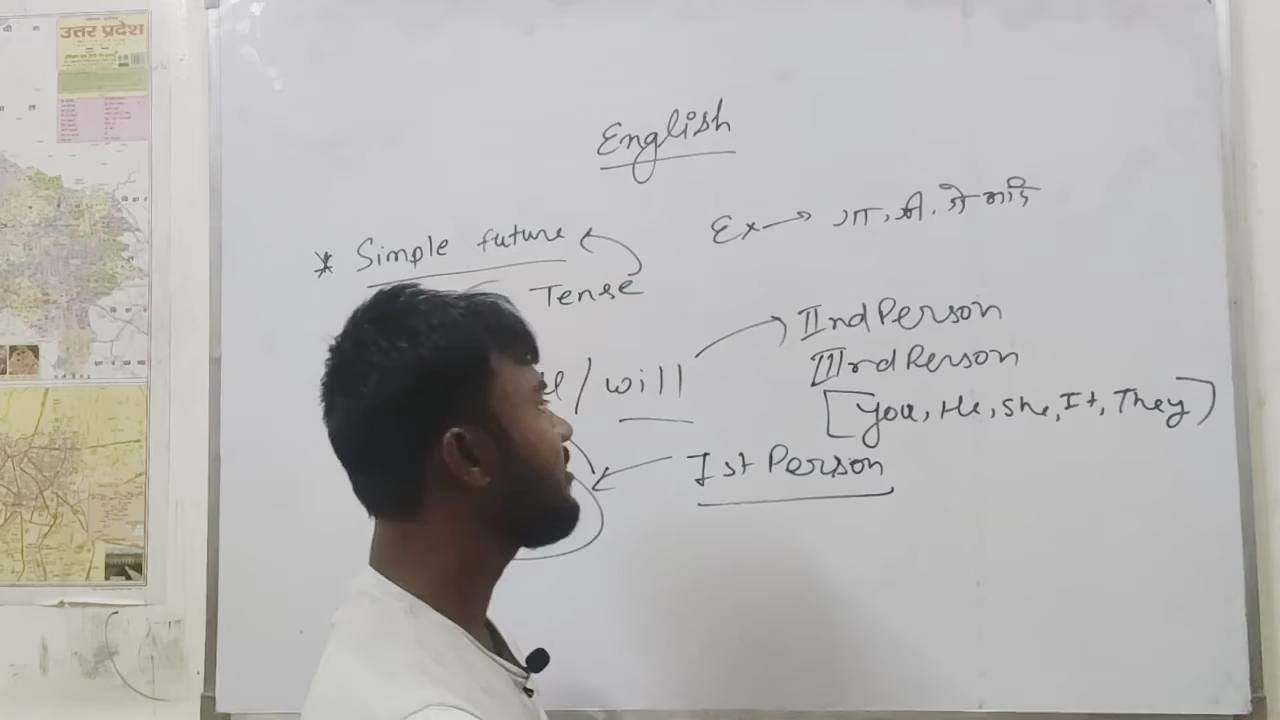 उत्तर प्रदेश
English
Ex → गा, गी, गे आदि
* Simple future
Tense
/ will
IInd Person
IIIrd Person
[You, He, She, It, They]
Ist Person